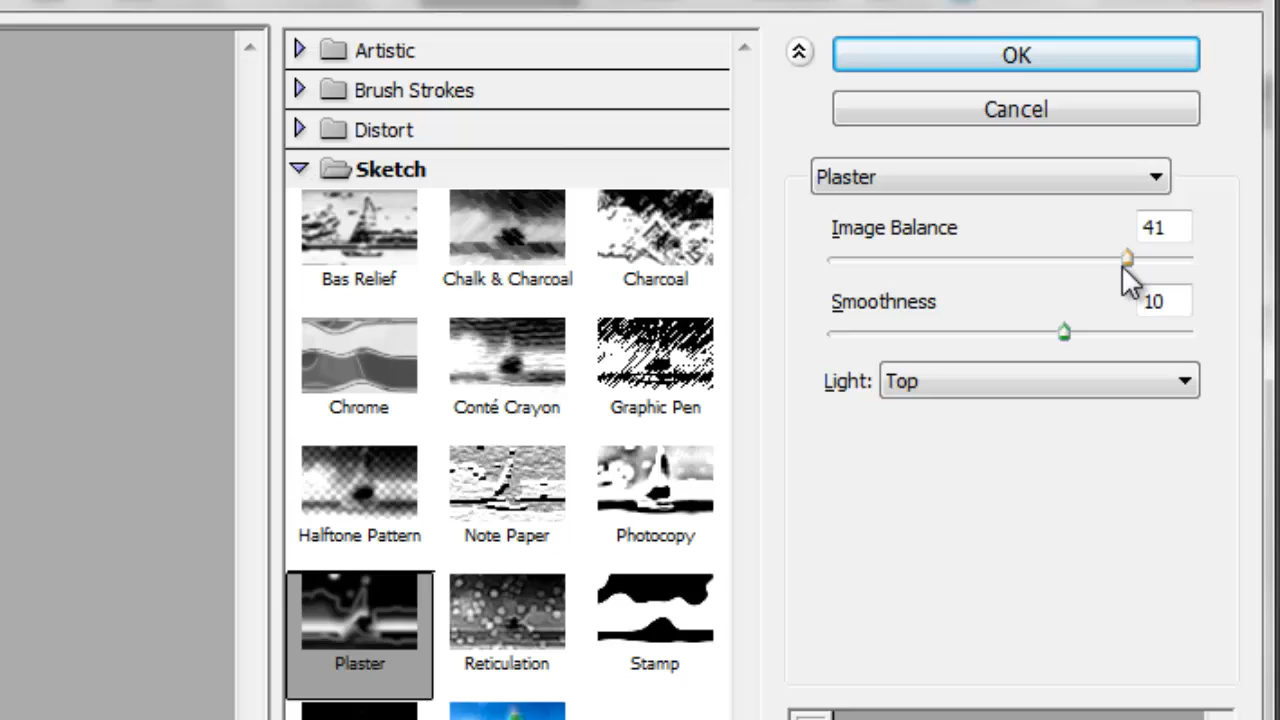 Artistic
Brush Strokes
Distort
Sketch
Bas Relief
Chalk & Charcoal
Charcoal
Chrome
Conté Crayon
Graphic Pen
Halftone Pattern
Note Paper
Photocopy
Plaster
Reticulation
Stamp
OK
Cancel
Plaster
Image Balance 41
Smoothness 10
Light: Top